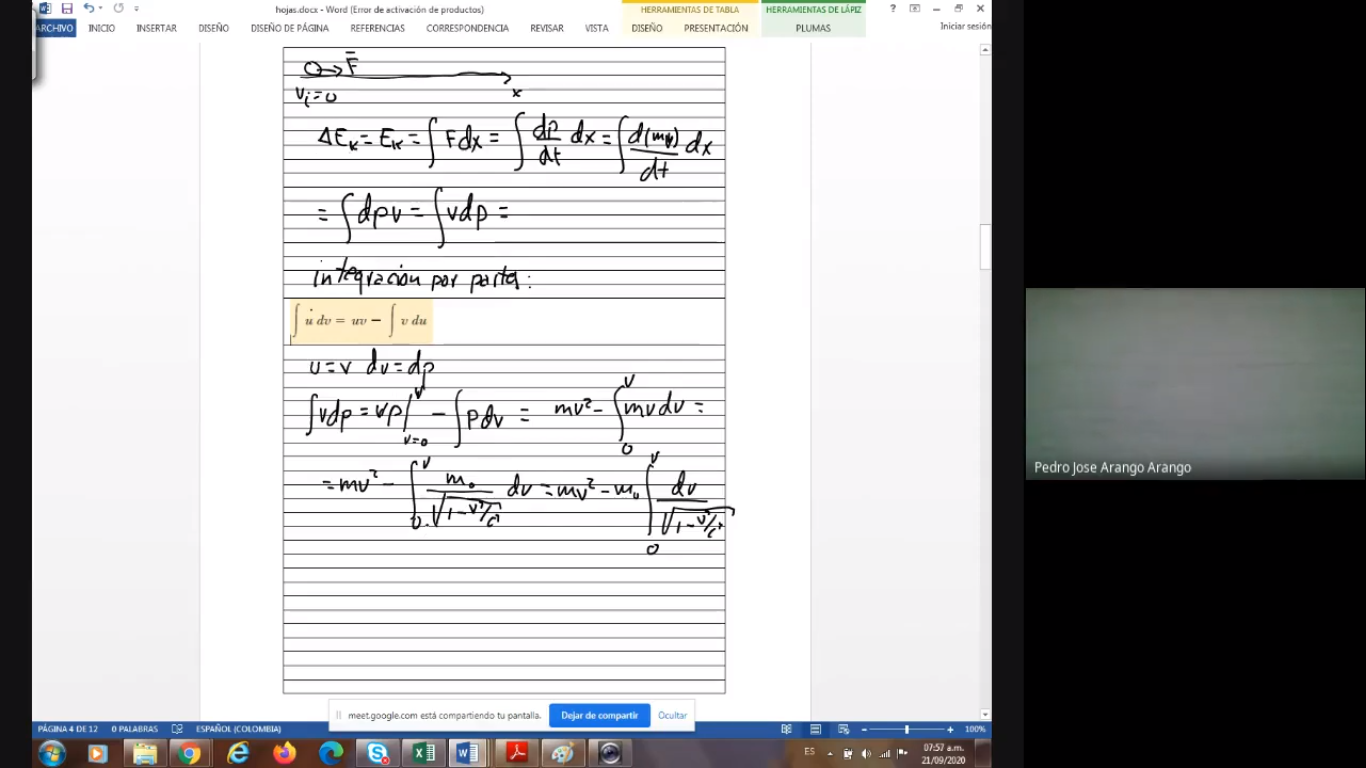 hojas.docx - Word (Error de activación de productos)
HERRAMIENTAS DE TABLA
HERRAMIENTAS DE LÁPIZ
ARCHIVO INICIO INSERTAR DISEÑO DISEÑO DE PÁGINA REFERENCIAS CORRESPONDENCIA REVISAR VISTA DISEÑO PRESENTACIÓN PLUMAS Iniciar sesión
F̄
Vi=0 x
ΔEk = Ek = ∫ Fdx = ∫ dp/dt dx = ∫ d(mv)/dt dx
= ∫ dpv = ∫ vdp =
integración por parte:
∫ u dv = uv − ∫ v du
u=v dv=dp
∫vdp = vp|ᵛᵥ₌₀ − ∫pdv = mv² − ∫₀ᵛ mvdv =
= mv² − ∫₀ᵛ m₀/√(1−v²/c²) dv = mv² − m₀ ∫₀ᵛ dv/√(1−v²/c²)
Pedro Jose Arango Arango
meet.google.com está compartiendo tu pantalla. Dejar de compartir Ocultar
PÁGINA 4 DE 12 0 PALABRAS ESPAÑOL (COLOMBIA) 100%
ES 07:57 a.m.
21/09/2020